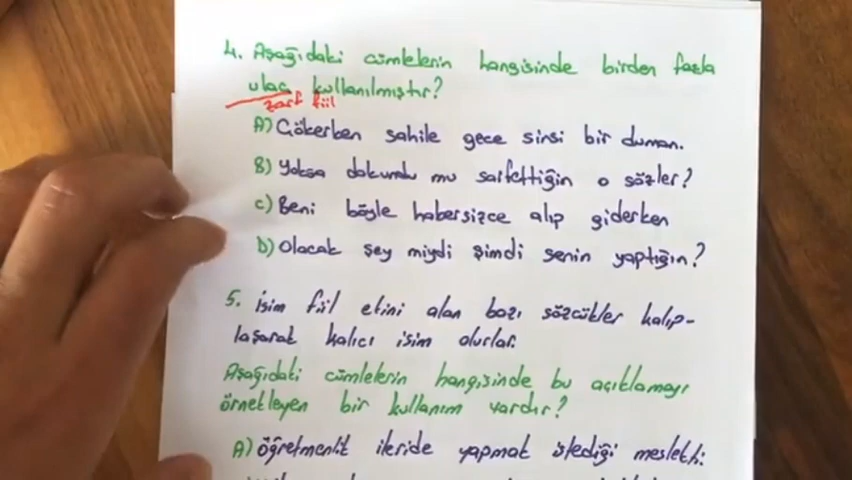 4. Aşağıdaki cümlelerin hangisinde birden fazla
ulaç kullanılmıştır?
zarf fiil
A) Çökerken sahile gece sinsi bir duman.
B) Yoksa dokundu mu sarfettiğin o sözler?
C) Beni böyle habersizce alıp giderken
D) Olacak şey miydi şimdi senin yaptığın?
5. İsim fiil ekini alan bazı sözcükler kalıp-
laşarak kalıcı isim olurlar.
Aşağıdaki cümlelerin hangisinde bu açıklamayı
örnekleyen bir kullanım vardır?
A) öğretmenlik ileride yapmak istediği meslekti.